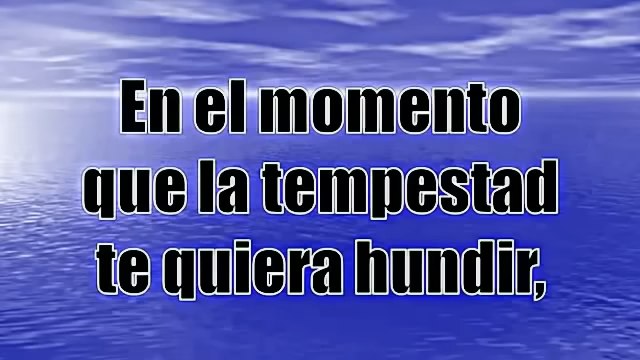 En el momento
que la tempestad
te quiera hundir,